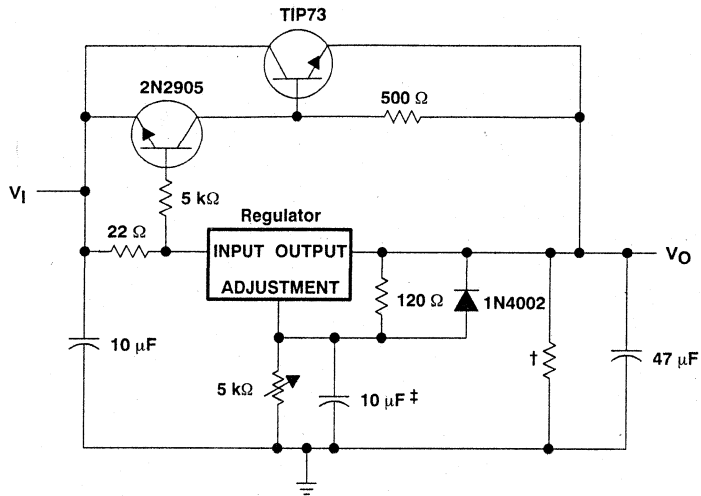 TIP73
2N2905
500 Ω
V_I
5 kΩ
22 Ω
Regulator
INPUT OUTPUT
ADJUSTMENT
V_O
120 Ω
1N4002
10 μF
5 kΩ
10 μF ‡
†
47 μF